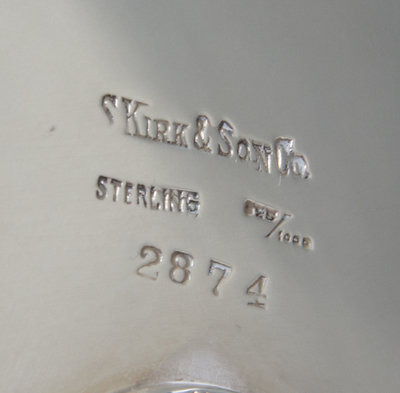 S KIRK & SON CO.
STERLING 925/1000
2874